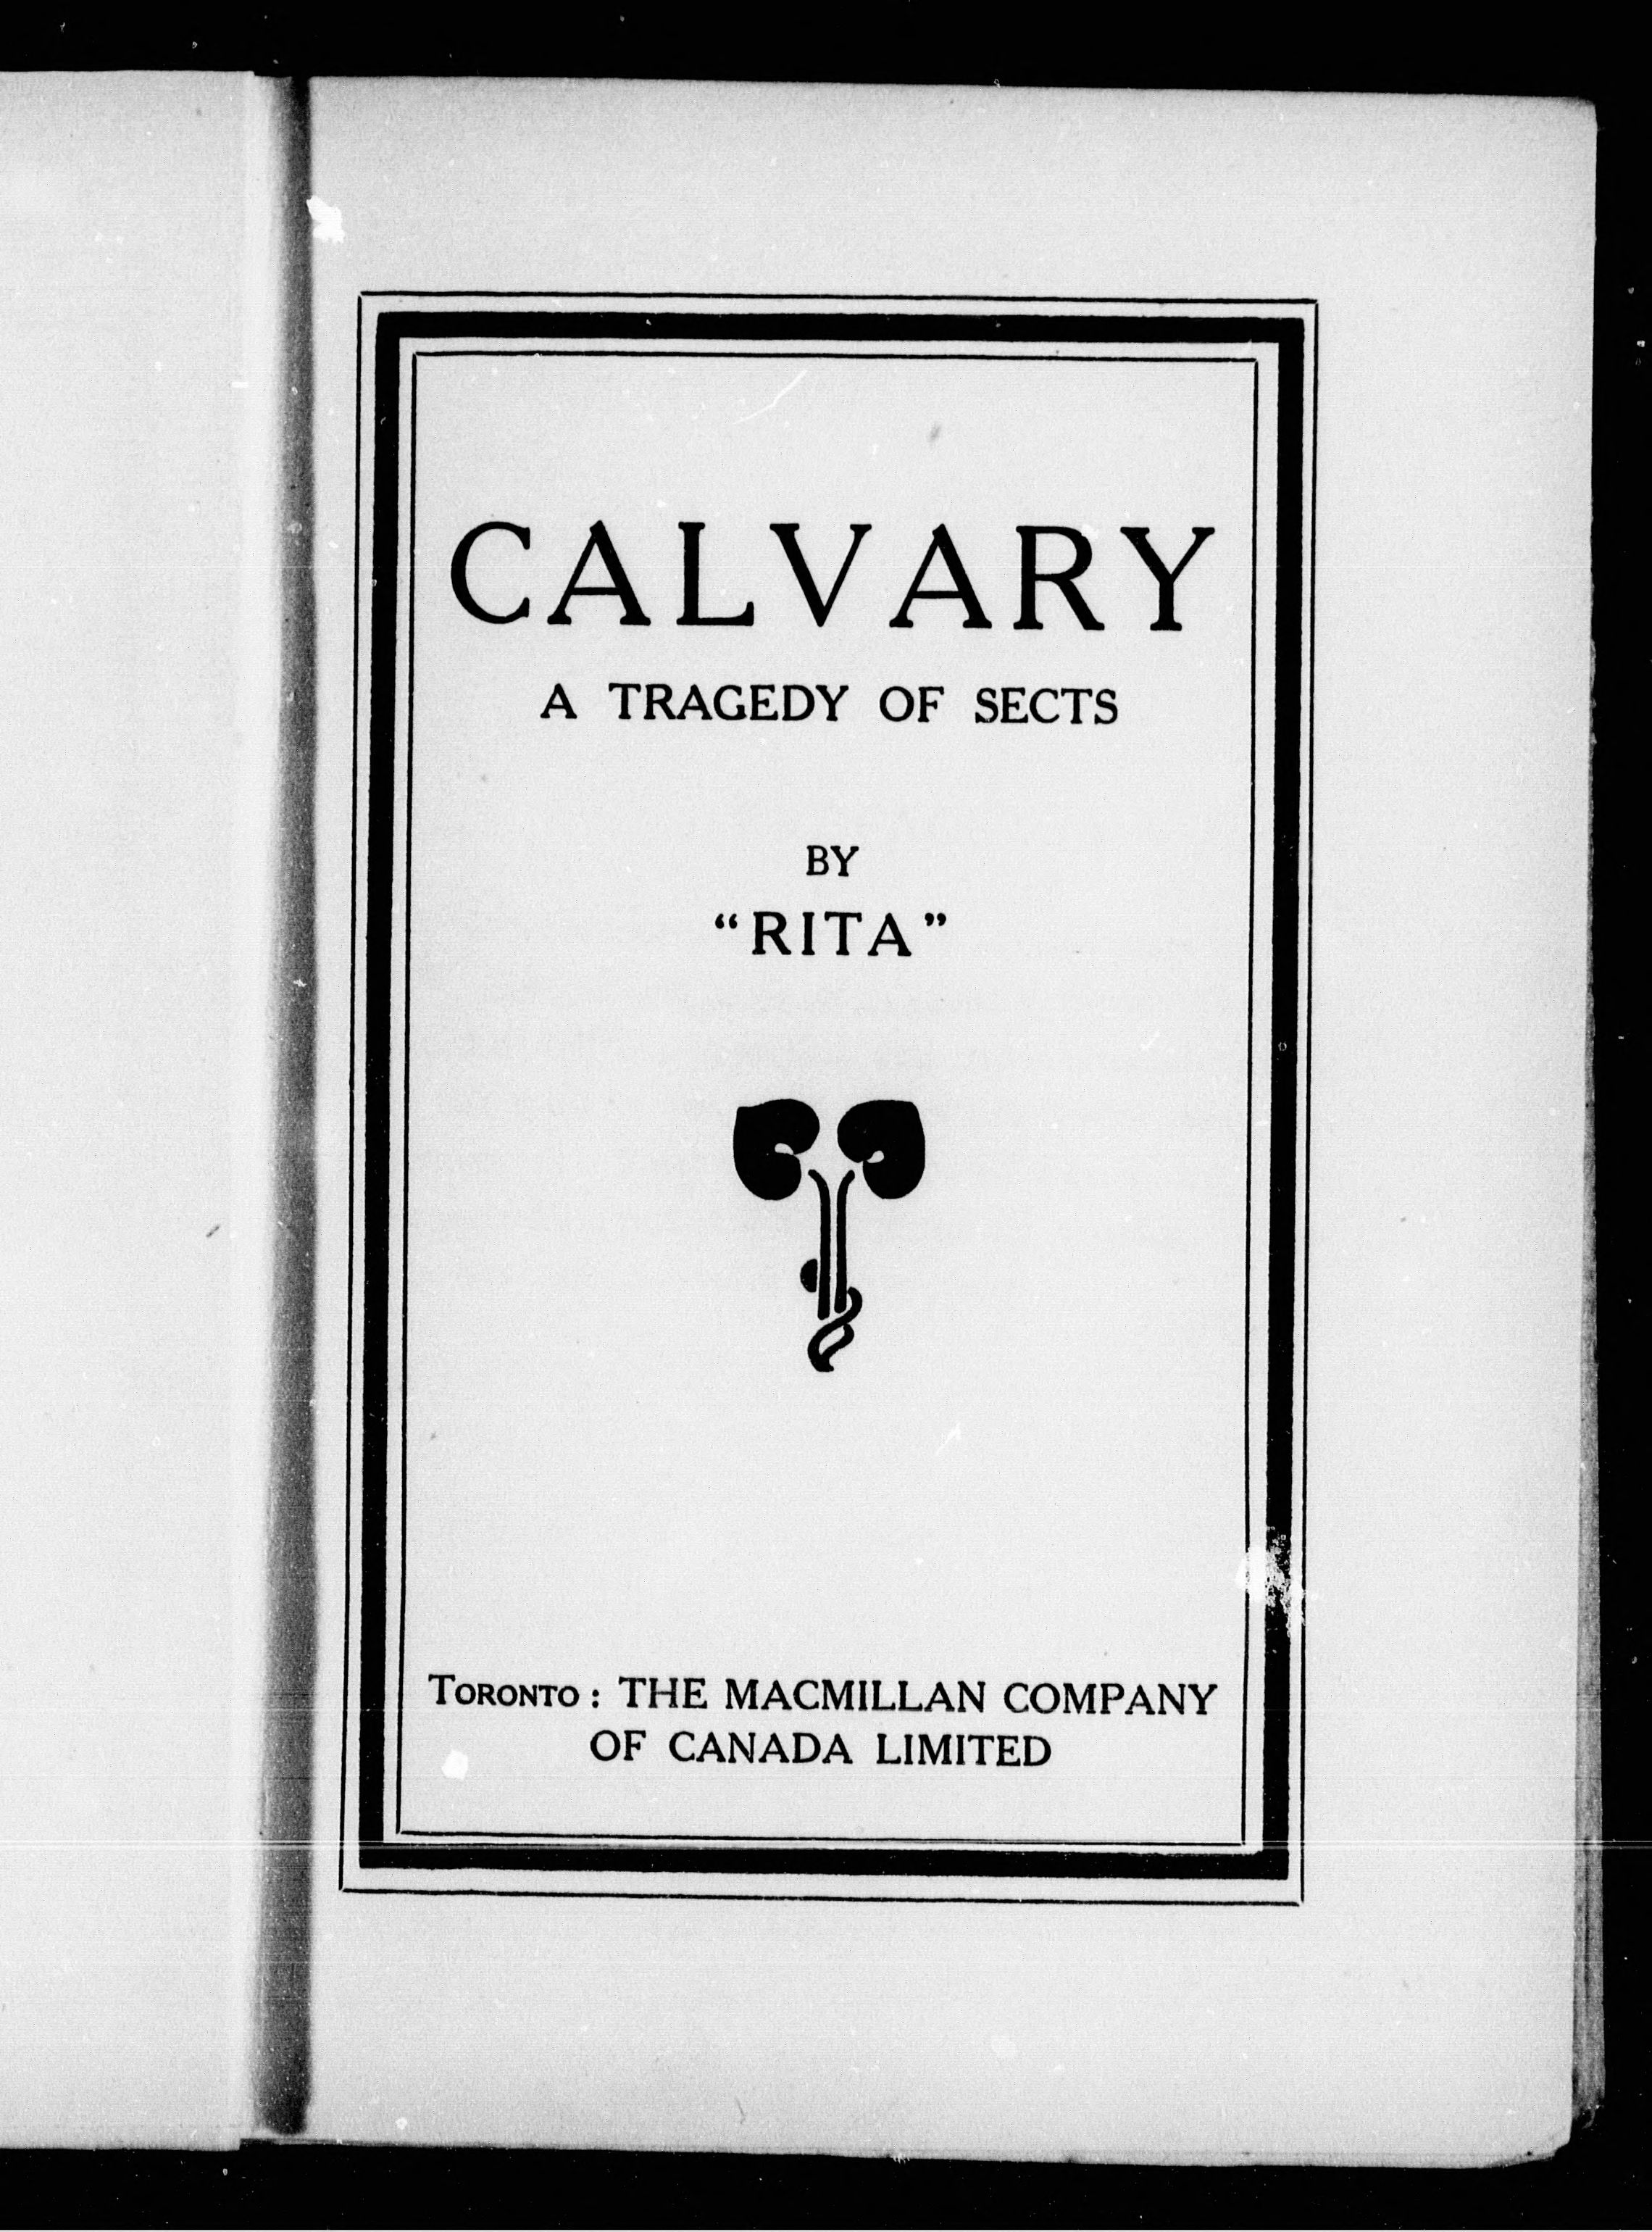 CALVARY
A TRAGEDY OF SECTS
BY
“RITA”
TORONTO : THE MACMILLAN COMPANY
OF CANADA LIMITED